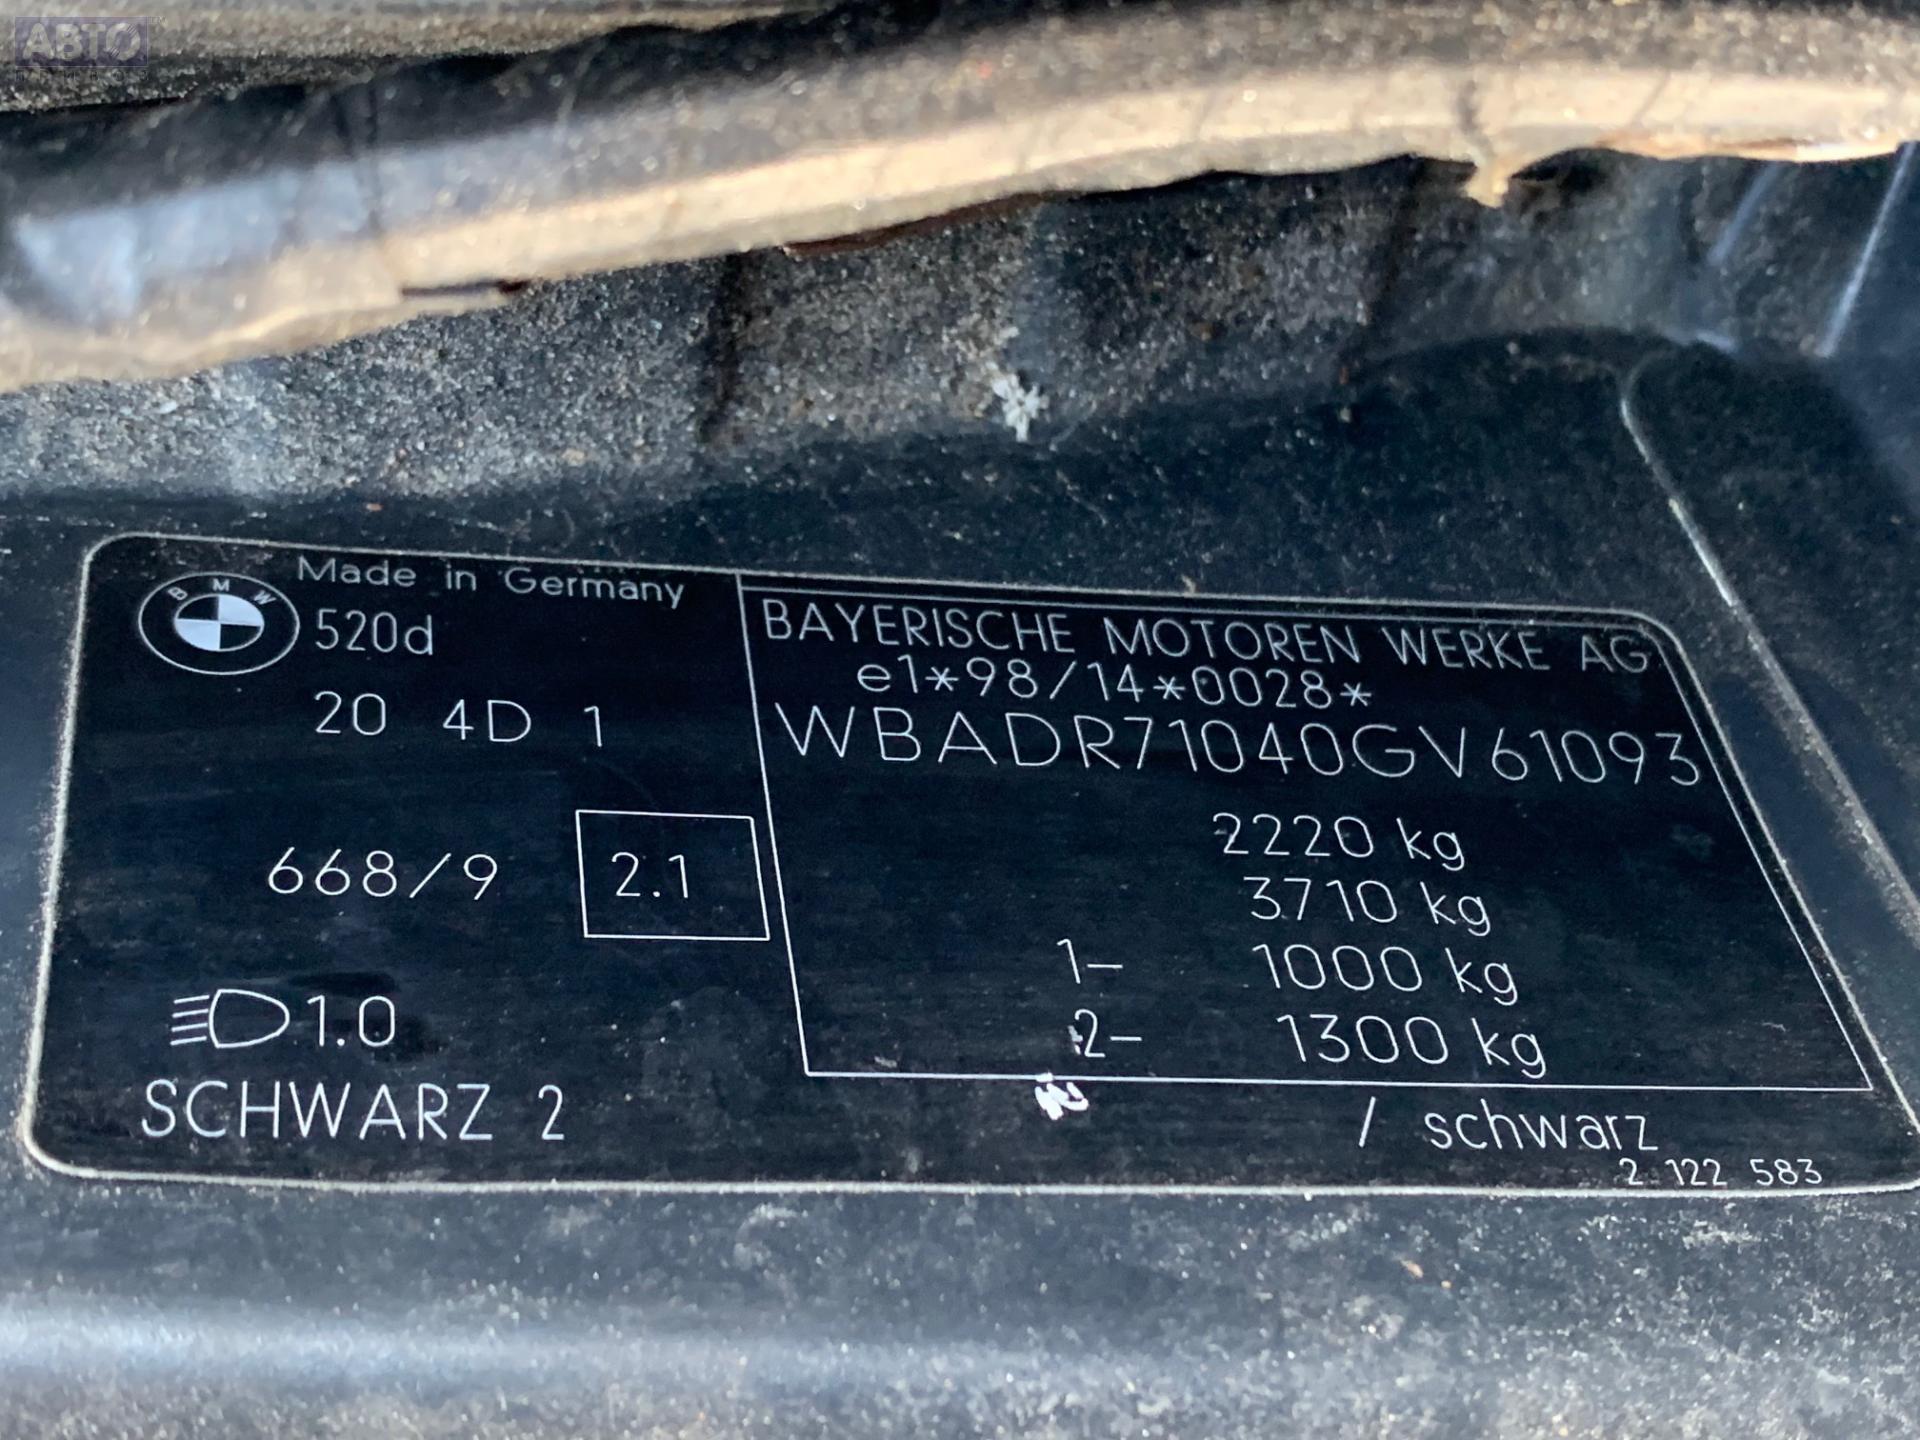 АВТО
ПРИВОЗ
Made in Germany
BMW
520d
20 4D 1
668/9
2.1
1.0
SCHWARZ 2
BAYERISCHE MOTOREN WERKE AG
e1*98/14*0028*
WBADR71040GV61093
2220 kg
3710 kg
1– 1000 kg
2– 1300 kg
/ schwarz
2 122 583